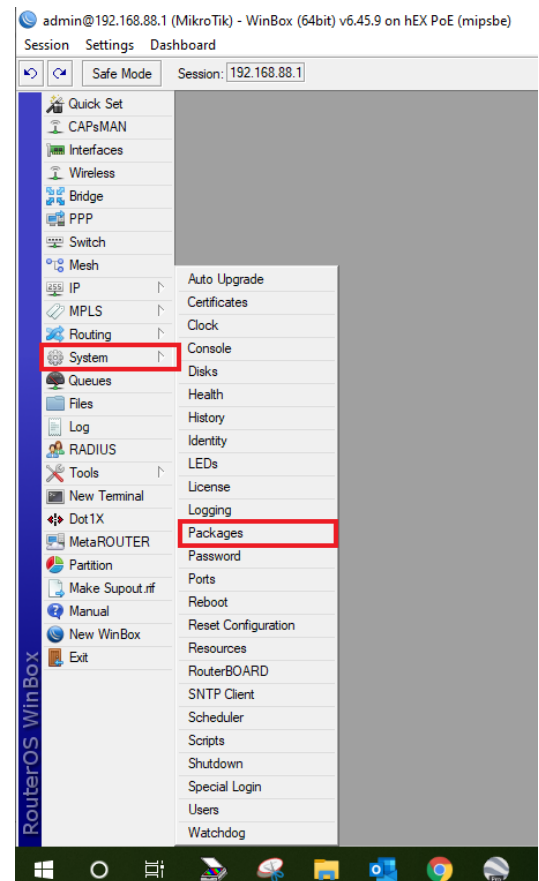 admin@192.168.88.1 (MikroTik) - WinBox (64bit) v6.45.9 on hEX PoE (mipsbe)
Session Settings Dashboard
Safe Mode Session: 192.168.88.1
Quick Set
CAPsMAN
Interfaces
Wireless
Bridge
PPP
Switch
Mesh
IP
MPLS
Routing
System
Queues
Files
Log
RADIUS
Tools
New Terminal
Dot1X
MetaROUTER
Partition
Make Supout.rif
Manual
New WinBox
Exit
Auto Upgrade
Certificates
Clock
Console
Disks
Health
History
Identity
LEDs
License
Logging
Packages
Password
Ports
Reboot
Reset Configuration
Resources
RouterBOARD
SNTP Client
Scheduler
Scripts
Shutdown
Special Login
Users
Watchdog
RouterOS WinBox